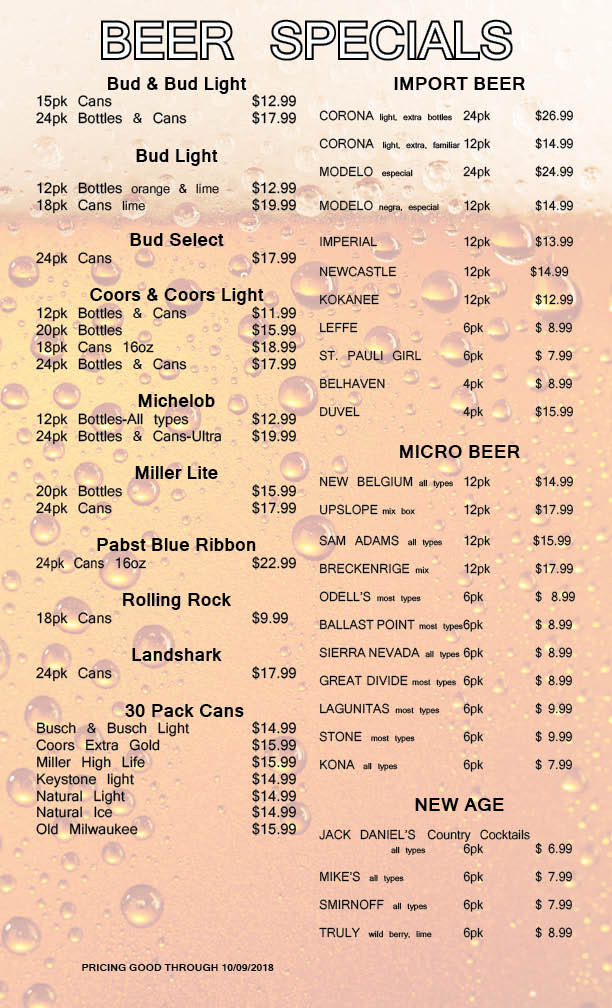 BEER SPECIALS
Bud & Bud Light
15pk Cans $12.99
24pk Bottles & Cans $17.99
Bud Light
12pk Bottles orange & lime $12.99
18pk Cans lime $19.99
Bud Select
24pk Cans $17.99
Coors & Coors Light
12pk Bottles & Cans $11.99
20pk Bottles $15.99
18pk Cans 16oz $18.99
24pk Bottles & Cans $17.99
Michelob
12pk Bottles-All types $12.99
24pk Bottles & Cans-Ultra $19.99
Miller Lite
20pk Bottles $15.99
24pk Cans $17.99
Pabst Blue Ribbon
24pk Cans 16oz $22.99
Rolling Rock
18pk Cans $9.99
Landshark
24pk Cans $17.99
30 Pack Cans
Busch & Busch Light $14.99
Coors Extra Gold $15.99
Miller High Life $15.99
Keystone light $14.99
Natural Light $14.99
Natural Ice $14.99
Old Milwaukee $15.99
IMPORT BEER
CORONA light, extra bottles 24pk $26.99
CORONA light, extra, familiar 12pk $14.99
MODELO especial 24pk $24.99
MODELO negra, especial 12pk $14.99
IMPERIAL 12pk $13.99
NEWCASTLE 12pk $14.99
KOKANEE 12pk $12.99
LEFFE 6pk $ 8.99
ST. PAULI GIRL 6pk $ 7.99
BELHAVEN 4pk $ 8.99
DUVEL 4pk $15.99
MICRO BEER
NEW BELGIUM all types 12pk $14.99
UPSLOPE mix box 12pk $17.99
SAM ADAMS all types 12pk $15.99
BRECKENRIGE mix 12pk $17.99
ODELL'S most types 6pk $ 8.99
BALLAST POINT most types 6pk $ 8.99
SIERRA NEVADA all types 6pk $ 8.99
GREAT DIVIDE most types 6pk $ 8.99
LAGUNITAS most types 6pk $ 9.99
STONE most types 6pk $ 9.99
KONA all types 6pk $ 7.99
NEW AGE
JACK DANIEL'S Country Cocktails
all types 6pk $ 6.99
MIKE'S all types 6pk $ 7.99
SMIRNOFF all types 6pk $ 7.99
TRULY wild berry, lime 6pk $ 8.99
PRICING GOOD THROUGH 10/09/2018